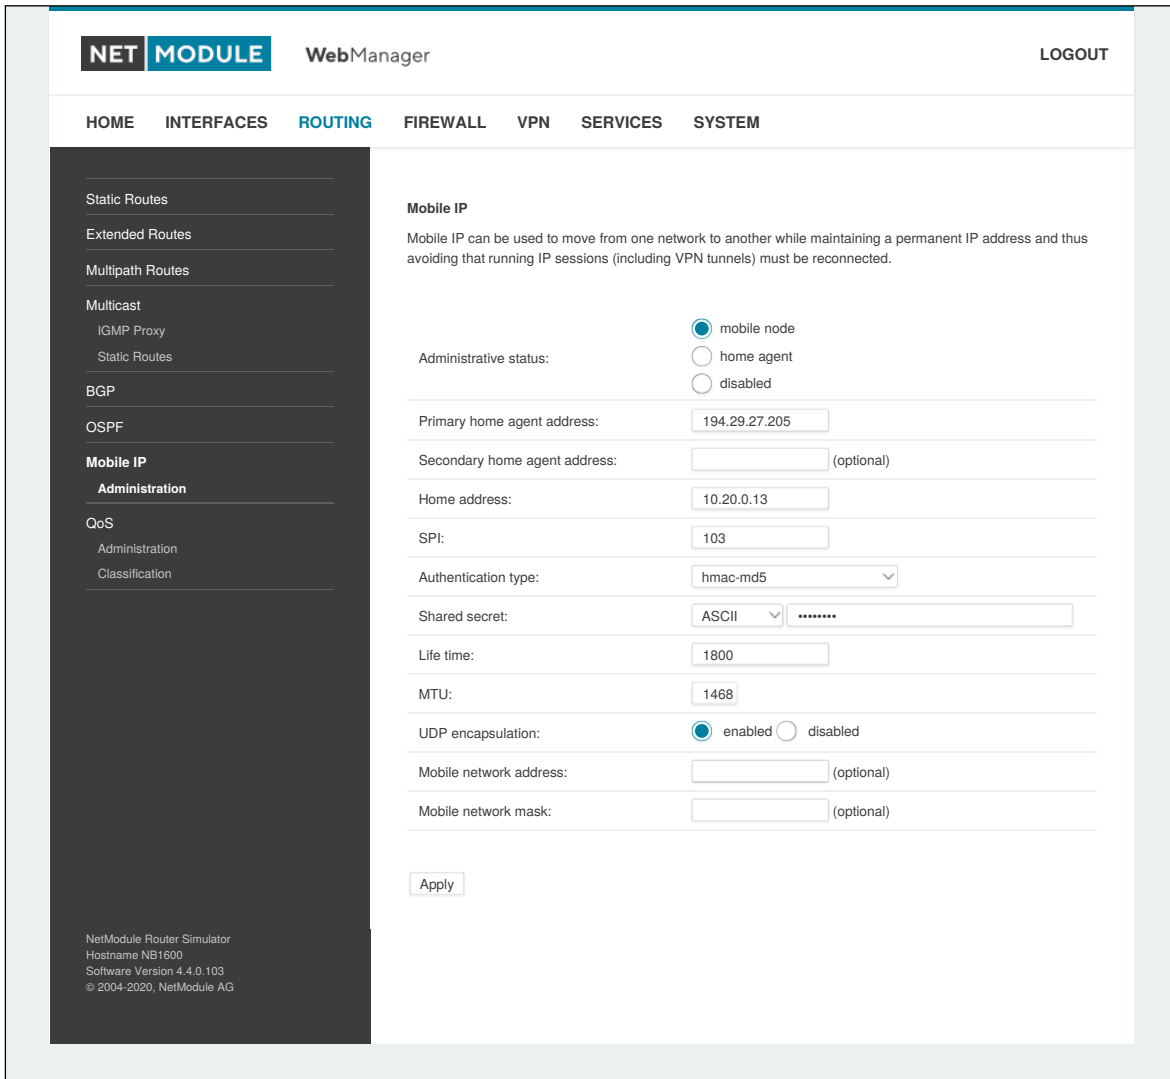 NET MODULE WebManager LOGOUT
HOME INTERFACES ROUTING FIREWALL VPN SERVICES SYSTEM
Static Routes
Extended Routes
Multipath Routes
Multicast
IGMP Proxy
Static Routes
BGP
OSPF
Mobile IP
Administration
QoS
Administration
Classification
NetModule Router Simulator
Hostname NB1600
Software Version 4.4.0.103
© 2004-2020, NetModule AG
Mobile IP
Mobile IP can be used to move from one network to another while maintaining a permanent IP address and thus
avoiding that running IP sessions (including VPN tunnels) must be reconnected.
mobile node
Administrative status: home agent
disabled
Primary home agent address: 194.29.27.205
Secondary home agent address: (optional)
Home address: 10.20.0.13
SPI: 103
Authentication type: hmac-md5
Shared secret: ASCII ••••••••
Life time: 1800
MTU: 1468
UDP encapsulation: enabled disabled
Mobile network address: (optional)
Mobile network mask: (optional)
Apply